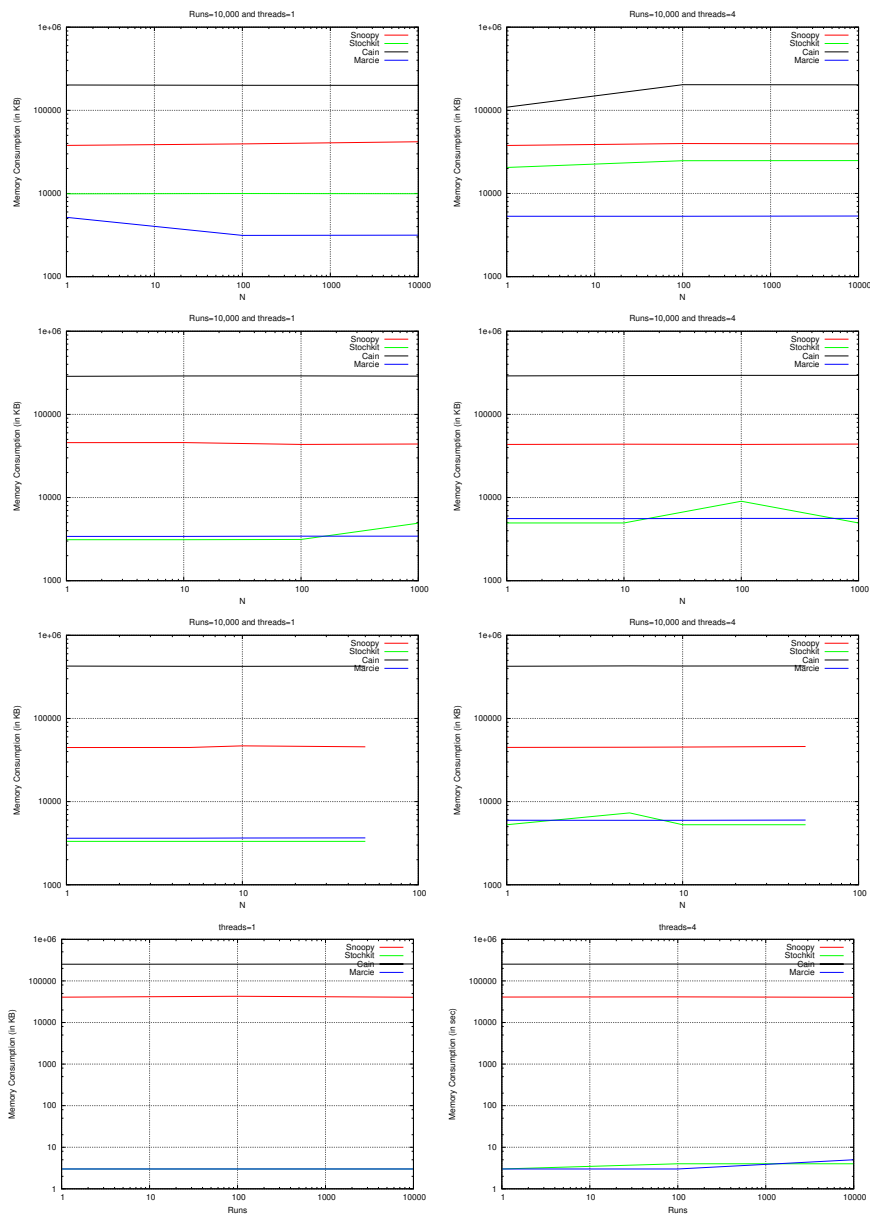 Runs=10,000 and threads=1
1e+06
100000
10000
1000
1
10
100
1000
10000
Memory Consumption (in KB)
N
Snoopy
Stochkit
Cain
Marcie
Runs=10,000 and threads=4
1e+06
100000
10000
1000
1
10
100
1000
10000
Memory Consumption (in KB)
N
Snoopy
Stochkit
Cain
Marcie
Runs=10,000 and threads=1
1e+06
100000
10000
1000
1
10
100
1000
Memory Consumption (in KB)
N
Snoopy
Stochkit
Cain
Marcie
Runs=10,000 and threads=4
1e+06
100000
10000
1000
1
10
100
1000
Memory Consumption (in KB)
N
Snoopy
Stochkit
Cain
Marcie
Runs=10,000 and threads=1
1e+06
100000
10000
1000
1
10
100
Memory Consumption (in KB)
N
Snoopy
Stochkit
Cain
Marcie
Runs=10,000 and threads=4
1e+06
100000
10000
1000
1
10
100
Memory Consumption (in KB)
N
Snoopy
Stochkit
Cain
Marcie
threads=1
1e+06
100000
10000
1000
100
10
1
1
10
100
1000
10000
Memory Consumption (in KB)
Runs
Snoopy
Stochkit
Cain
Marcie
threads=4
1e+06
100000
10000
1000
100
10
1
1
10
100
1000
10000
Memory Consumption (in sec)
Runs
Snoopy
Stochkit
Cain
Marcie